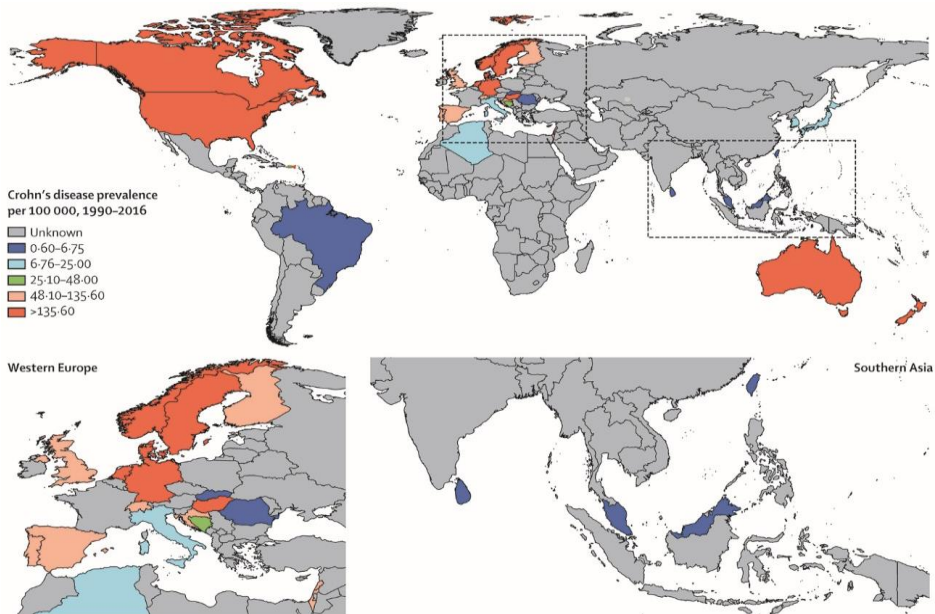 Crohn's disease prevalence
per 100 000, 1990–2016
Unknown
0·60–6·75
6·76–25·00
25·10–48·00
48·10–135·60
>135·60
Western Europe
Southern Asia